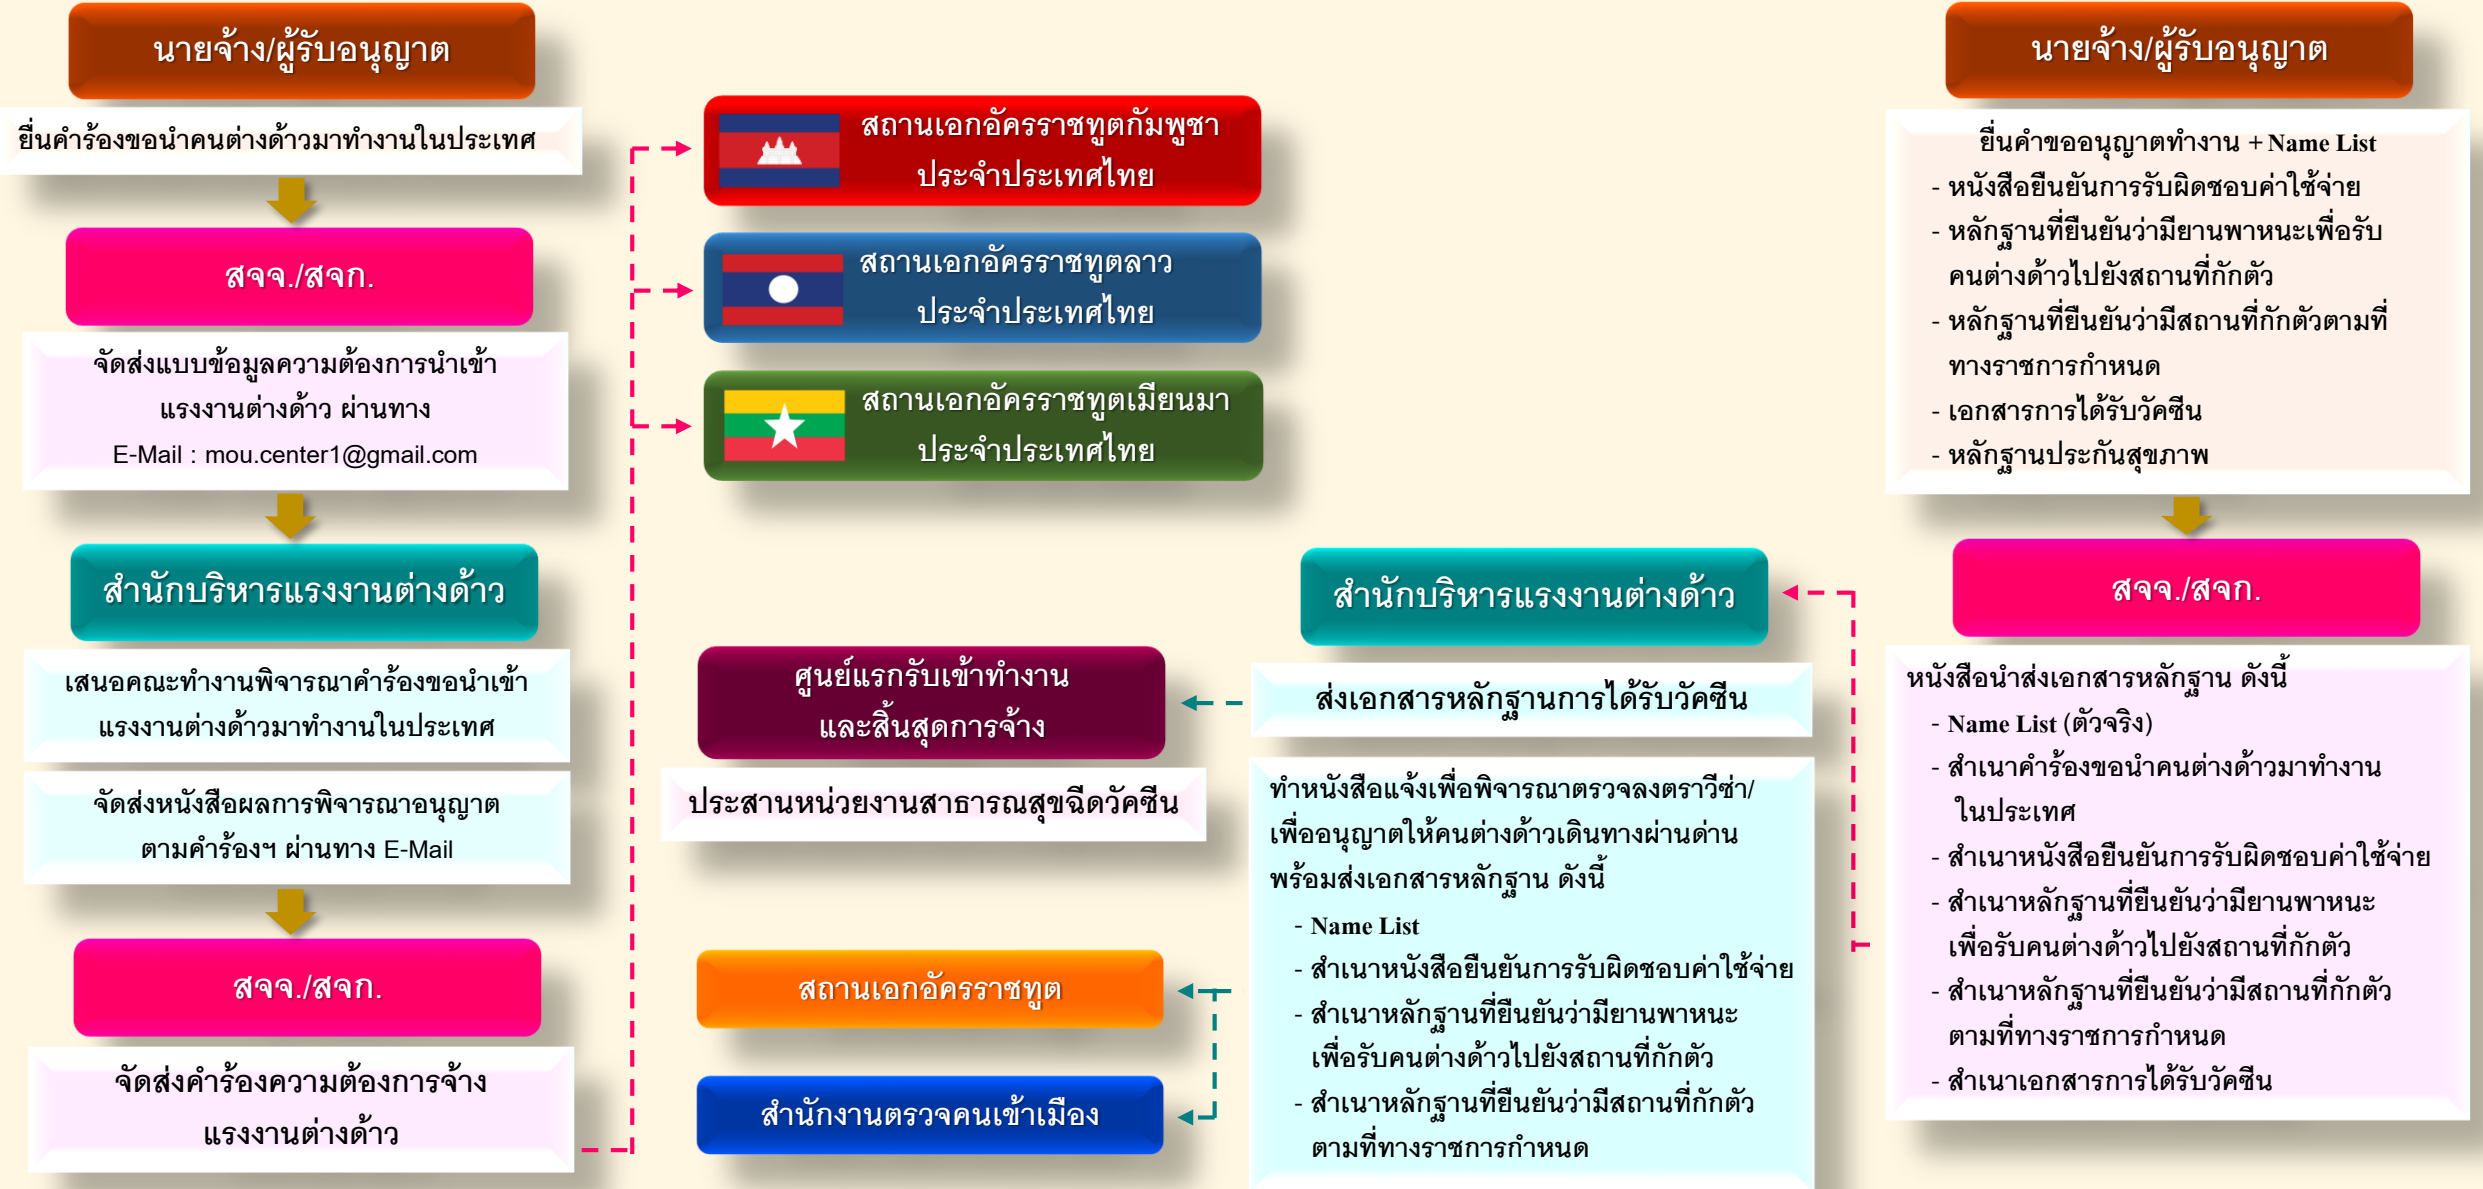 นายจ้าง/ผู้รับอนุญาต
ยื่นคำร้องขอนำคนต่างด้าวมาทำงานในประเทศ
สจจ./สจก.
จัดส่งแบบข้อมูลความต้องการนำเข้า
แรงงานต่างด้าว ผ่านทาง
E-Mail : mou.center1@gmail.com
สำนักบริหารแรงงานต่างด้าว
เสนอคณะทำงานพิจารณาคำร้องขอนำเข้า
แรงงานต่างด้าวมาทำงานในประเทศ
จัดส่งหนังสือผลการพิจารณาอนุญาต
ตามคำร้องฯ ผ่านทาง E-Mail
สจจ./สจก.
จัดส่งคำร้องความต้องการจ้าง
แรงงานต่างด้าว
สถานเอกอัครราชทูตกัมพูชา
ประจำประเทศไทย
สถานเอกอัครราชทูตลาว
ประจำประเทศไทย
สถานเอกอัครราชทูตเมียนมา
ประจำประเทศไทย
นายจ้าง/ผู้รับอนุญาต
ยื่นคำขออนุญาตทำงาน + Name List
- หนังสือยืนยันการรับผิดชอบค่าใช้จ่าย
- หลักฐานที่ยืนยันว่ามียานพาหนะเพื่อรับ
คนต่างด้าวไปยังสถานที่กักตัว
- หลักฐานที่ยืนยันว่ามีสถานที่กักตัวตามที่
ทางราชการกำหนด
- เอกสารการได้รับวัคซีน
- หลักฐานประกันสุขภาพ
สจจ./สจก.
หนังสือนำส่งเอกสารหลักฐาน ดังนี้
- Name List (ตัวจริง)
- สำเนาคำร้องขอนำคนต่างด้าวมาทำงาน
ในประเทศ
- สำเนาหนังสือยืนยันการรับผิดชอบค่าใช้จ่าย
- สำเนาหลักฐานที่ยืนยันว่ามียานพาหนะ
เพื่อรับคนต่างด้าวไปยังสถานที่กักตัว
- สำเนาหลักฐานที่ยืนยันว่ามีสถานที่กักตัว
ตามที่ทางราชการกำหนด
- สำเนาเอกสารการได้รับวัคซีน
สำนักบริหารแรงงานต่างด้าว
ส่งเอกสารหลักฐานการได้รับวัคซีน
ทำหนังสือแจ้งเพื่อพิจารณาตรวจลงตราวีซ่า/
เพื่ออนุญาตให้คนต่างด้าวเดินทางผ่านด่าน
พร้อมส่งเอกสารหลักฐาน ดังนี้
- Name List
- สำเนาหนังสือยืนยันการรับผิดชอบค่าใช้จ่าย
- สำเนาหลักฐานที่ยืนยันว่ามียานพาหนะ
เพื่อรับคนต่างด้าวไปยังสถานที่กักตัว
- สำเนาหลักฐานที่ยืนยันว่ามีสถานที่กักตัว
ตามที่ทางราชการกำหนด
ศูนย์แรกรับเข้าทำงาน
และสิ้นสุดการจ้าง
ประสานหน่วยงานสาธารณสุขฉีดวัคซีน
สถานเอกอัครราชทูต
สำนักงานตรวจคนเข้าเมือง